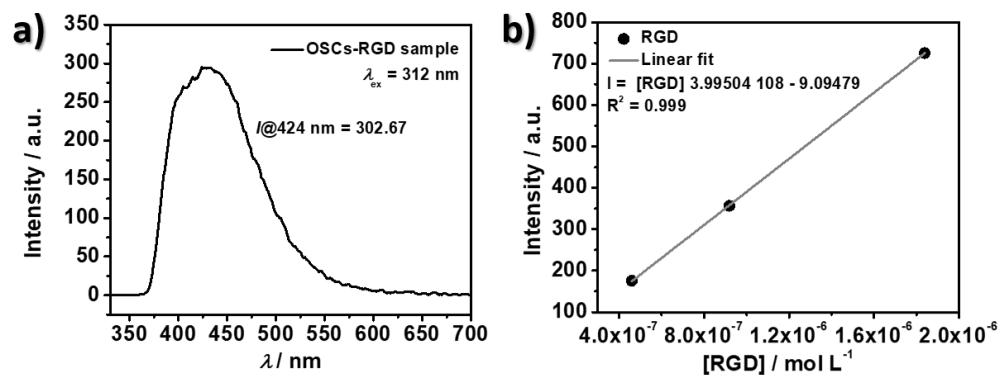 a)
350
300
250
200
150
100
50
0
Intensity / a.u.
OSCs-RGD sample
λex = 312 nm
I@424 nm = 302.67
350 400 450 500 550 600 650 700
λ/ nm
b)
800
700
600
500
400
300
200
100
Intensity / a.u.
RGD
Linear fit
I = [RGD] 3.99504 108 - 9.09479
R² = 0.999
4.0x10⁻⁷ 8.0x10⁻⁷ 1.2x10⁻⁶ 1.6x10⁻⁶ 2.0x10⁻⁶
[RGD] / mol L⁻¹